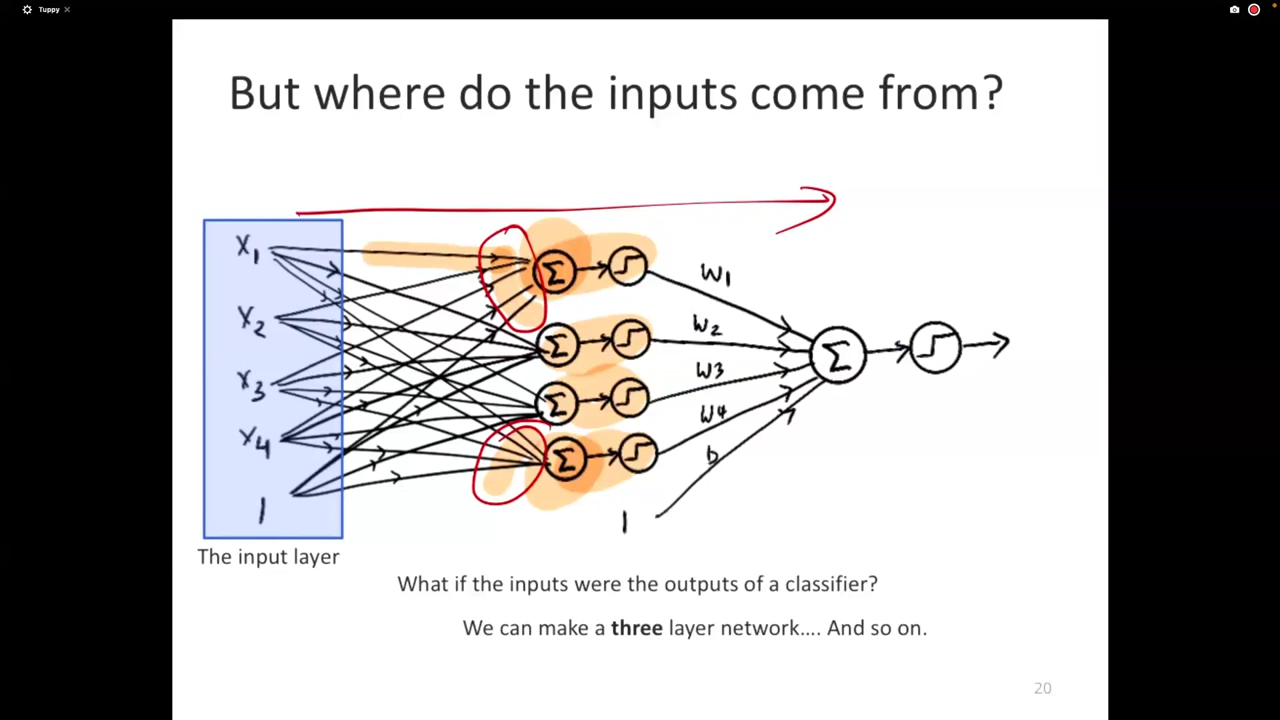 Tuppy
But where do the inputs come from?
x1
x2
x3
x4
1
Σ
Σ
Σ
Σ
w1
w2
w3
w4
b
1
Σ
The input layer
What if the inputs were the outputs of a classifier?
We can make a three layer network.... And so on.
20